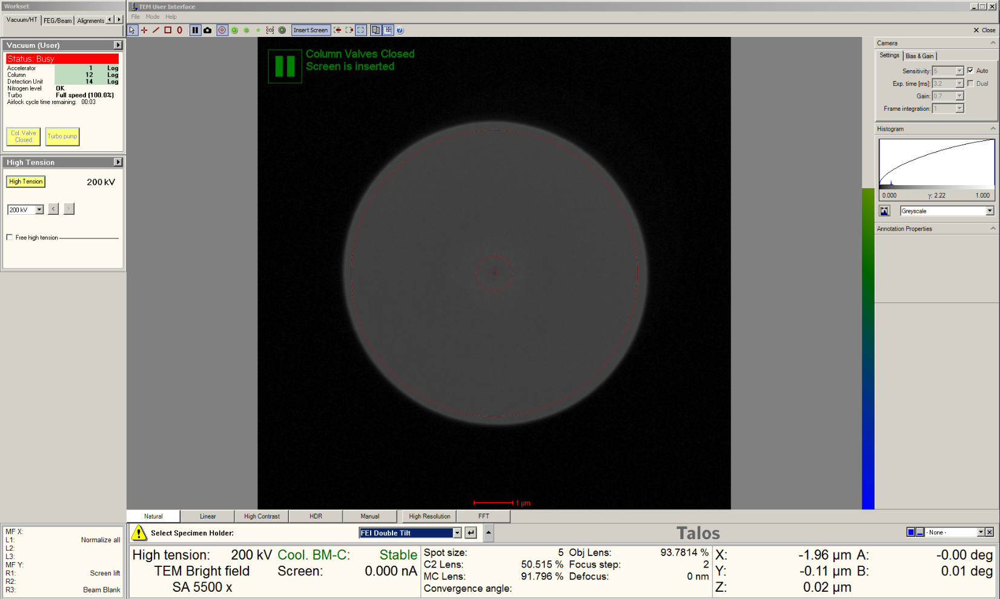 Workset
Vacuum/HT FEG/Beam Alignments
Vacuum (User)
Status: Busy
Accelerator 1 Log
Column 12 Log
Detection Unit 14 Log
Nitrogen level OK
Turbo Full speed (100.0%)
Airlock cycle time remaining: 00:03
Col. Valve
Closed
Turbo pump
High Tension
High Tension 200 kV
200 kV < >
Free high tension
MF X:
L1: Normalize all
L2:
L3:
MF Y:
R1: Screen lift
R2:
R3: Beam Blank
TEM User Interface
File Mode Help
CCD Insert Screen ? Close
Column Valves Closed
Screen is inserted
1 µm
Camera
Settings Bias & Gain
Sensitivity: 5 Auto
Exp. time [ms]: 3.2 Dual
Gain: 0.7
Frame integration: 1
Histogram
0.000 γ: 2.22 1.000
Greyscale
Annotation Properties
Natural Linear High Contrast HDR Manual High Resolution FFT
Select Specimen Holder: FEI Double Tilt
Talos
- None -
High tension: 200 kV Cool. BM-C: Stable
TEM Bright field Screen: 0.000 nA
SA 5500 x
Spot size: 5 Obj Lens: 93.7814 %
C2 Lens: 50.515 % Focus step: 2
MC Lens: 91.796 % Defocus: 0 nm
Convergence angle:
X: -1.96 µm A: -0.00 deg
Y: -0.11 µm B: 0.01 deg
Z: 0.02 µm